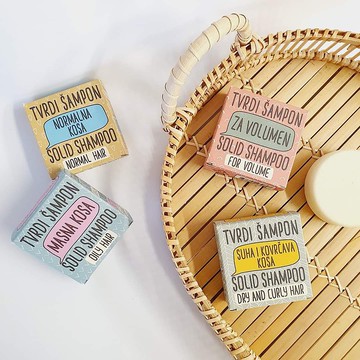 TVRDI ŠAMPON
NORMALNA
KOSA
SOLID SHAMPOO
NORMAL HAIR
TVRDI ŠAMPON
ZA VOLUMEN
SOLID SHAMPOO
FOR VOLUME
TVRDI ŠAMPON
MASNA KOSA
SOLID SHAMPOO
OILY HAIR
TVRDI ŠAMPON
SUHA I KOVRČAVA
KOSA
SOLID SHAMPOO
DRY AND CURLY HAIR